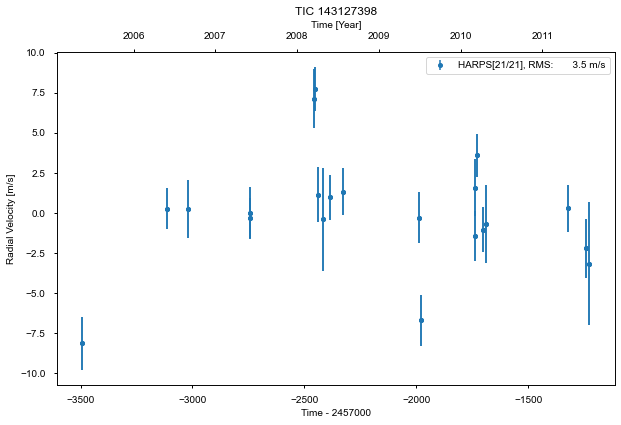 TIC 143127398
Time [Year]
2006 2007 2008 2009 2010 2011
HARPS[21/21], RMS: 3.5 m/s
10.0
7.5
5.0
2.5
0.0
−2.5
−5.0
−7.5
−10.0
Radial Velocity [m/s]
−3500 −3000 −2500 −2000 −1500
Time - 2457000